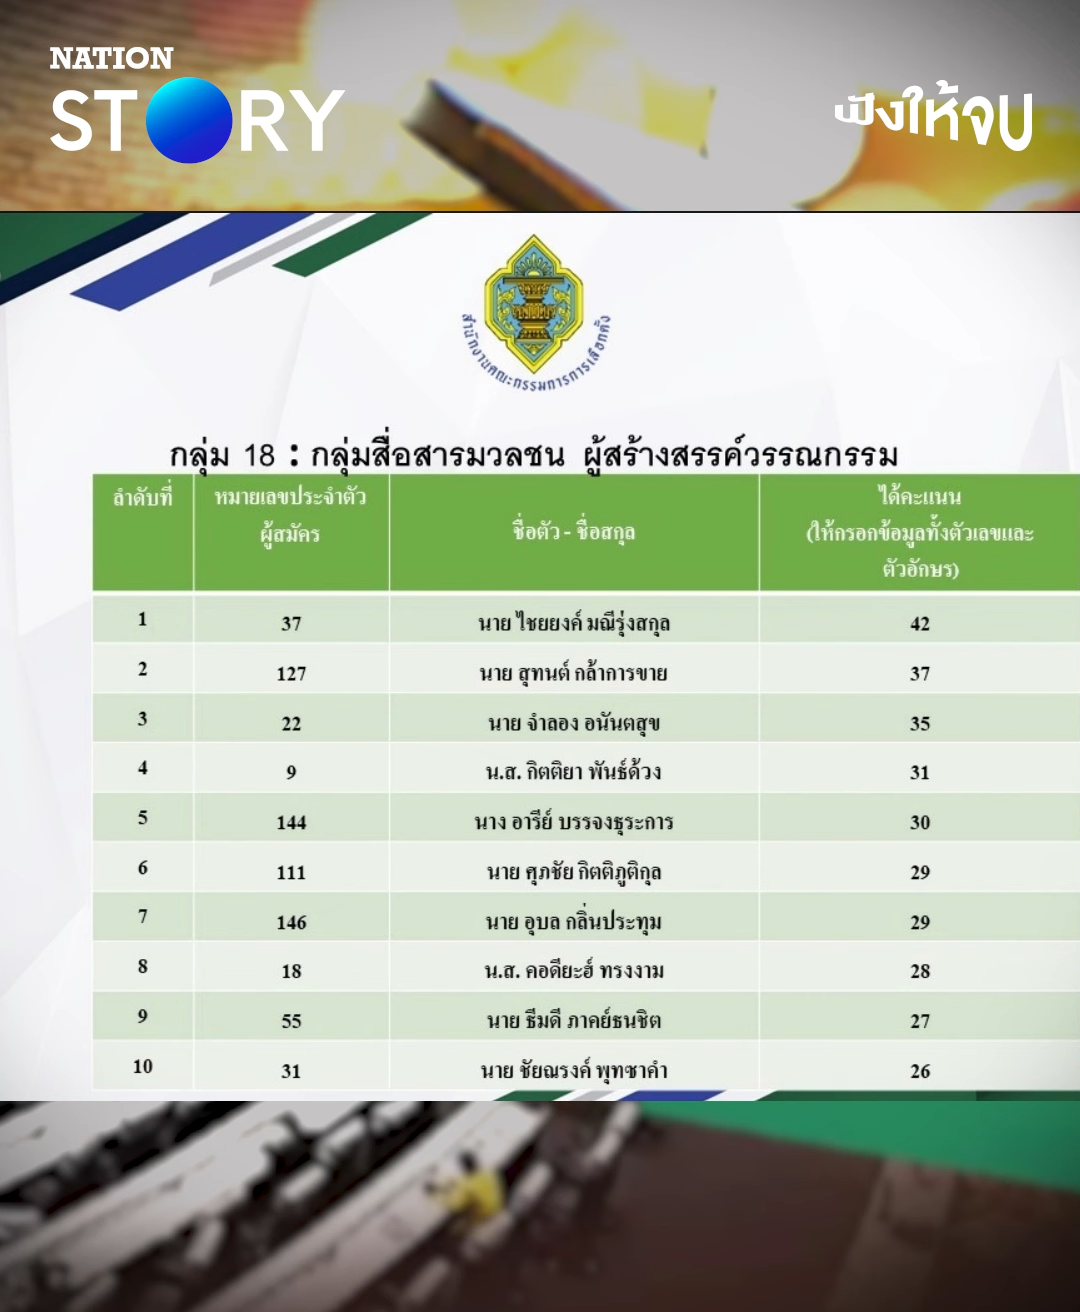 NATION
STORY
ฟังให้จบ
สำนักงานคณะกรรมการการเลือกตั้ง
กลุ่ม 18 : กลุ่มสื่อสารมวลชน ผู้สร้างสรรค์วรรณกรรม
ลำดับที่ หมายเลขประจำตัว ผู้สมัคร ชื่อตัว - ชื่อสกุล ได้คะแนน (ให้กรอกข้อมูลทั้งตัวเลขและ ตัวอักษร)
1 37 นาย ไชยยงค์ มณีรุ่งสกุล 42
2 127 นาย สุทนต์ กล้าการขาย 37
3 22 นาย จำลอง อนันตสุข 35
4 9 น.ส. กิตติยา พันธ์ด้วง 31
5 144 นาง อารีย์ บรรจงธุระการ 30
6 111 นาย ศุภชัย กิตติภูติกุล 29
7 146 นาย อุบล กลิ่นประทุม 29
8 18 น.ส. คอดียะฮ์ ทรงงาม 28
9 55 นาย ธีมดี ภาคย์ธนชิต 27
10 31 นาย ชัยณรงค์ พุทซาคำ 26